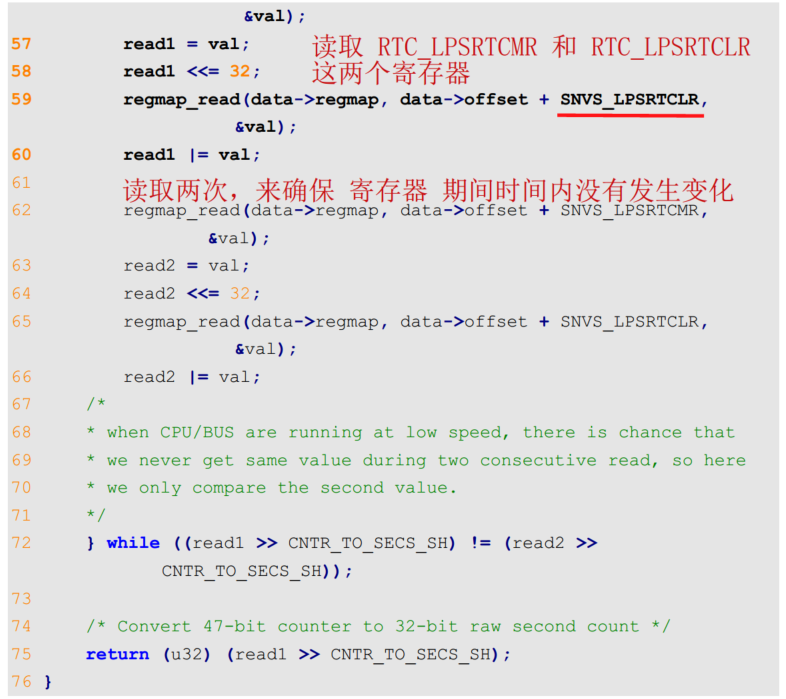 &val);
57 read1 = val; 读取 RTC_LPSRTCMR 和 RTC_LPSRTCLR
58 read1 <<= 32; 这两个寄存器
59 regmap_read(data->regmap, data->offset + SNVS_LPSRTCLR,
&val);
60 read1 |= val;
61
读取两次，来确保 寄存器 期间时间内没有发生变化
62 regmap_read(data->regmap, data->offset + SNVS_LPSRTCMR,
&val);
63 read2 = val;
64 read2 <<= 32;
65 regmap_read(data->regmap, data->offset + SNVS_LPSRTCLR,
&val);
66 read2 |= val;
67 /*
68 * when CPU/BUS are running at low speed, there is chance that
69 * we never get same value during two consecutive read, so here
70 * we only compare the second value.
71 */
72 } while ((read1 >> CNTR_TO_SECS_SH) != (read2 >>
CNTR_TO_SECS_SH));
73
74 /* Convert 47-bit counter to 32-bit raw second count */
75 return (u32) (read1 >> CNTR_TO_SECS_SH);
76 }